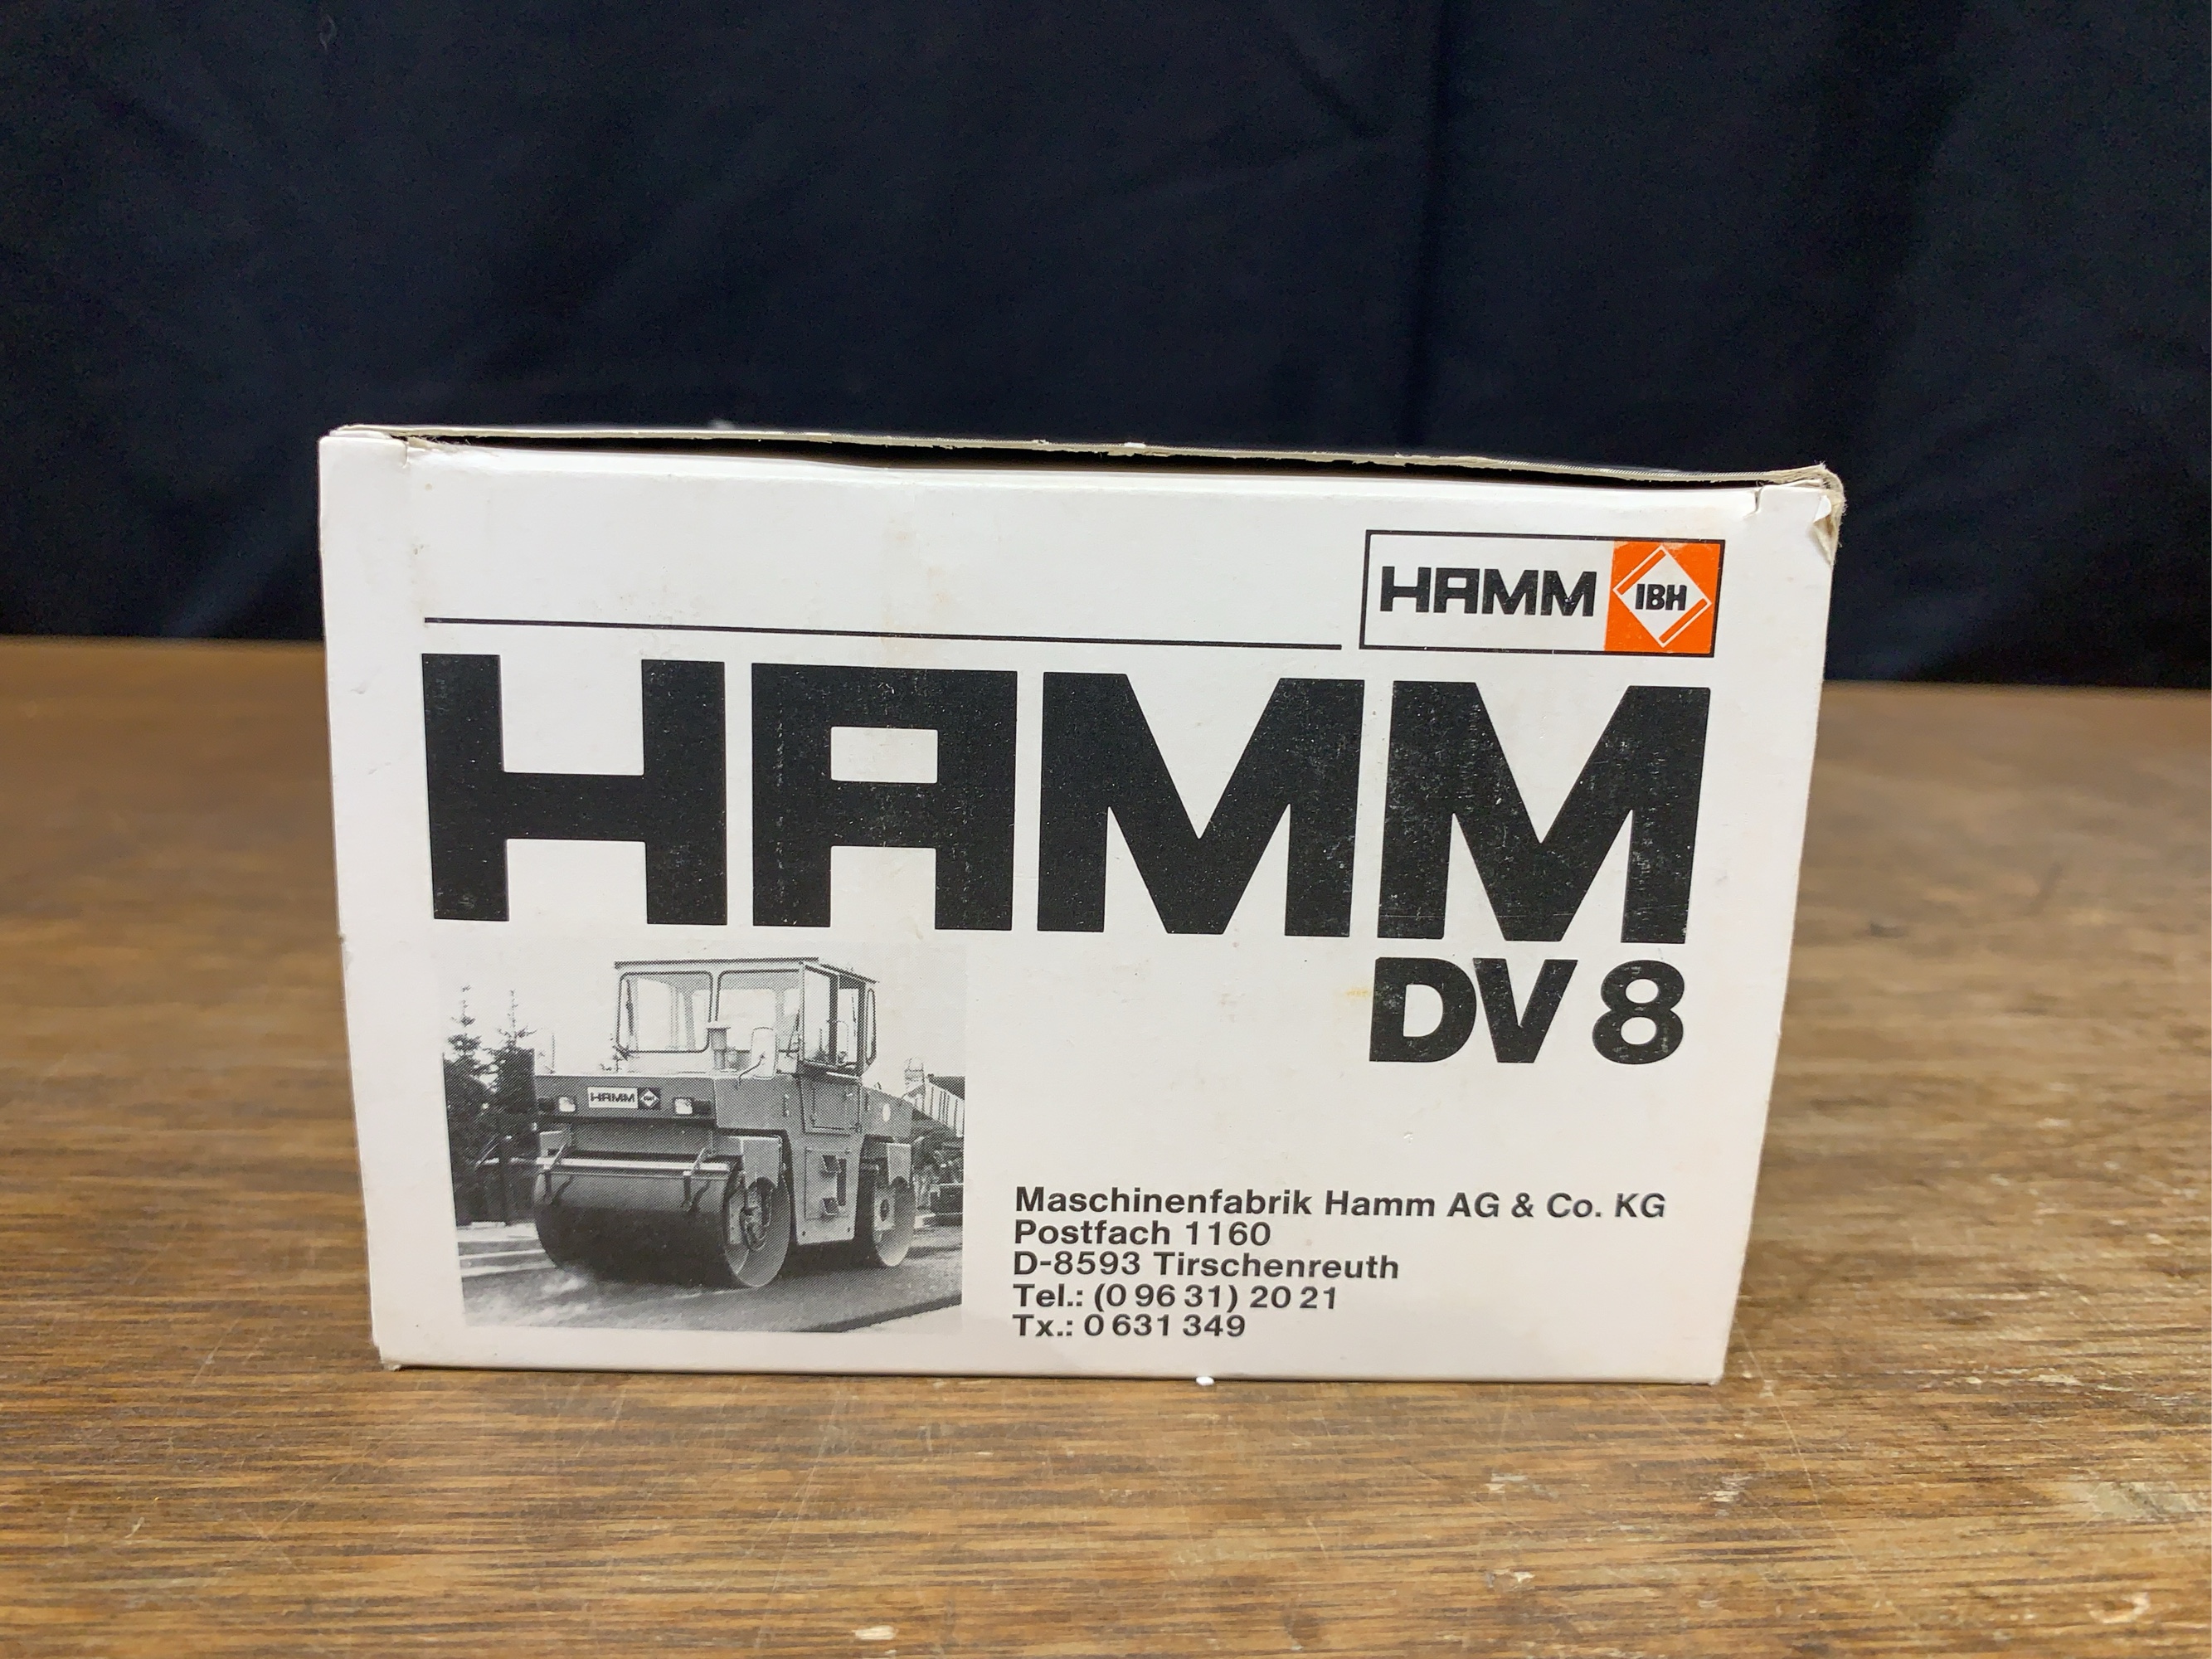 HAMM IBH
HAMM
DV 8
HAMM IBH
Maschinenfabrik Hamm AG & Co. KG
Postfach 1160
D-8593 Tirschenreuth
Tel.: (0 96 31) 20 21
Tx.: 0 631 349